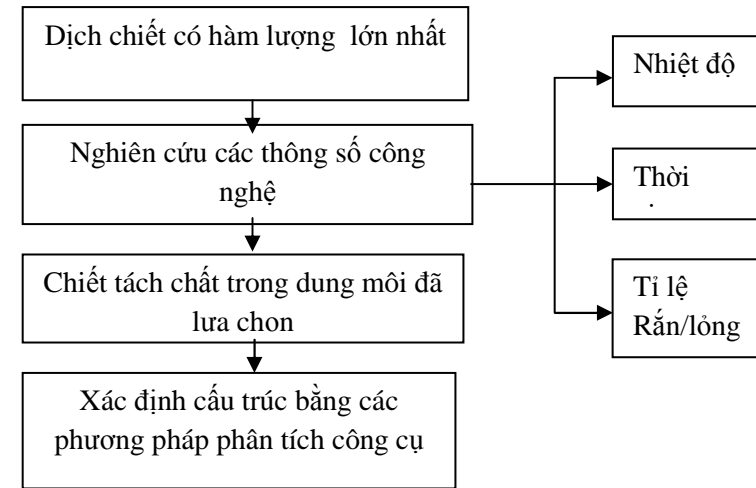 Dịch chiết có hàm lượng lớn nhất
Nghiên cứu các thông số công
nghệ
Chiết tách chất trong dung môi đã
lưa chon
Xác định cấu trúc bằng các
phương pháp phân tích công cụ
Nhiệt độ
Thời
Tỉ lệ
Rắn/lỏng